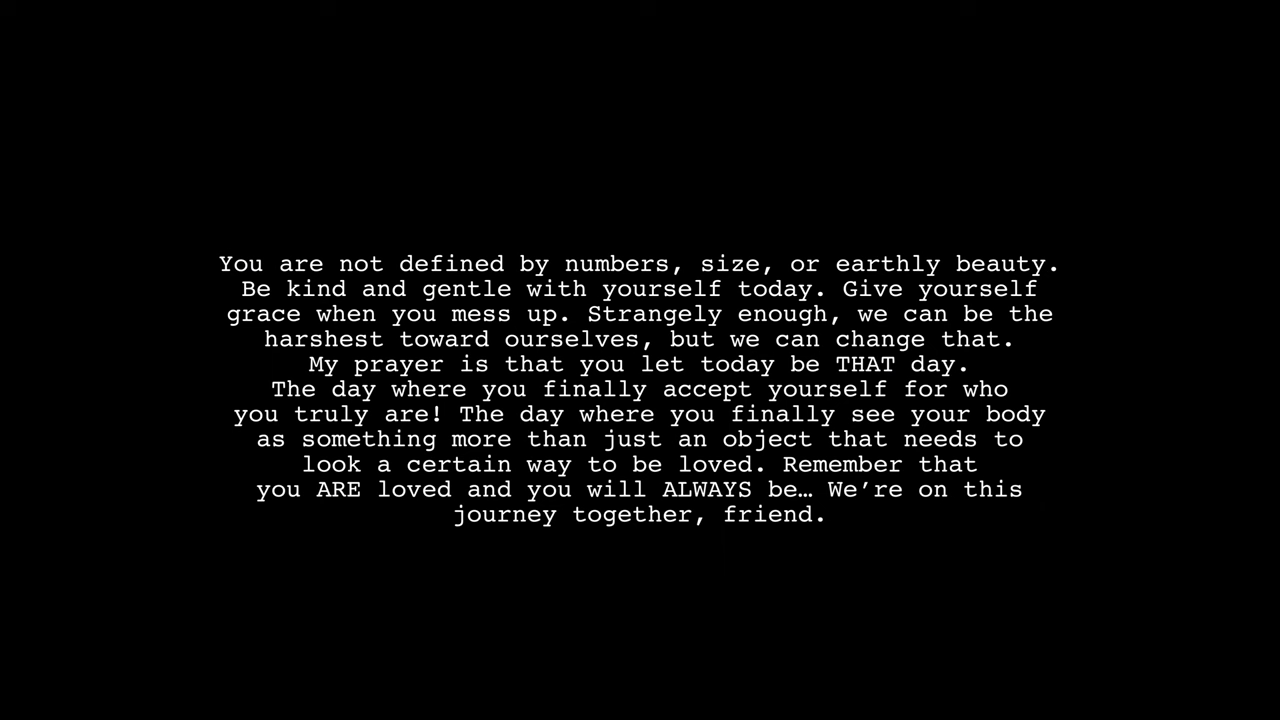 You are not defined by numbers, size, or earthly beauty.
Be kind and gentle with yourself today. Give yourself
grace when you mess up. Strangely enough, we can be the
harshest toward ourselves, but we can change that.
My prayer is that you let today be THAT day.
The day where you finally accept yourself for who
you truly are! The day where you finally see your body
as something more than just an object that needs to
look a certain way to be loved. Remember that
you ARE loved and you will ALWAYS be… We’re on this
journey together, friend.